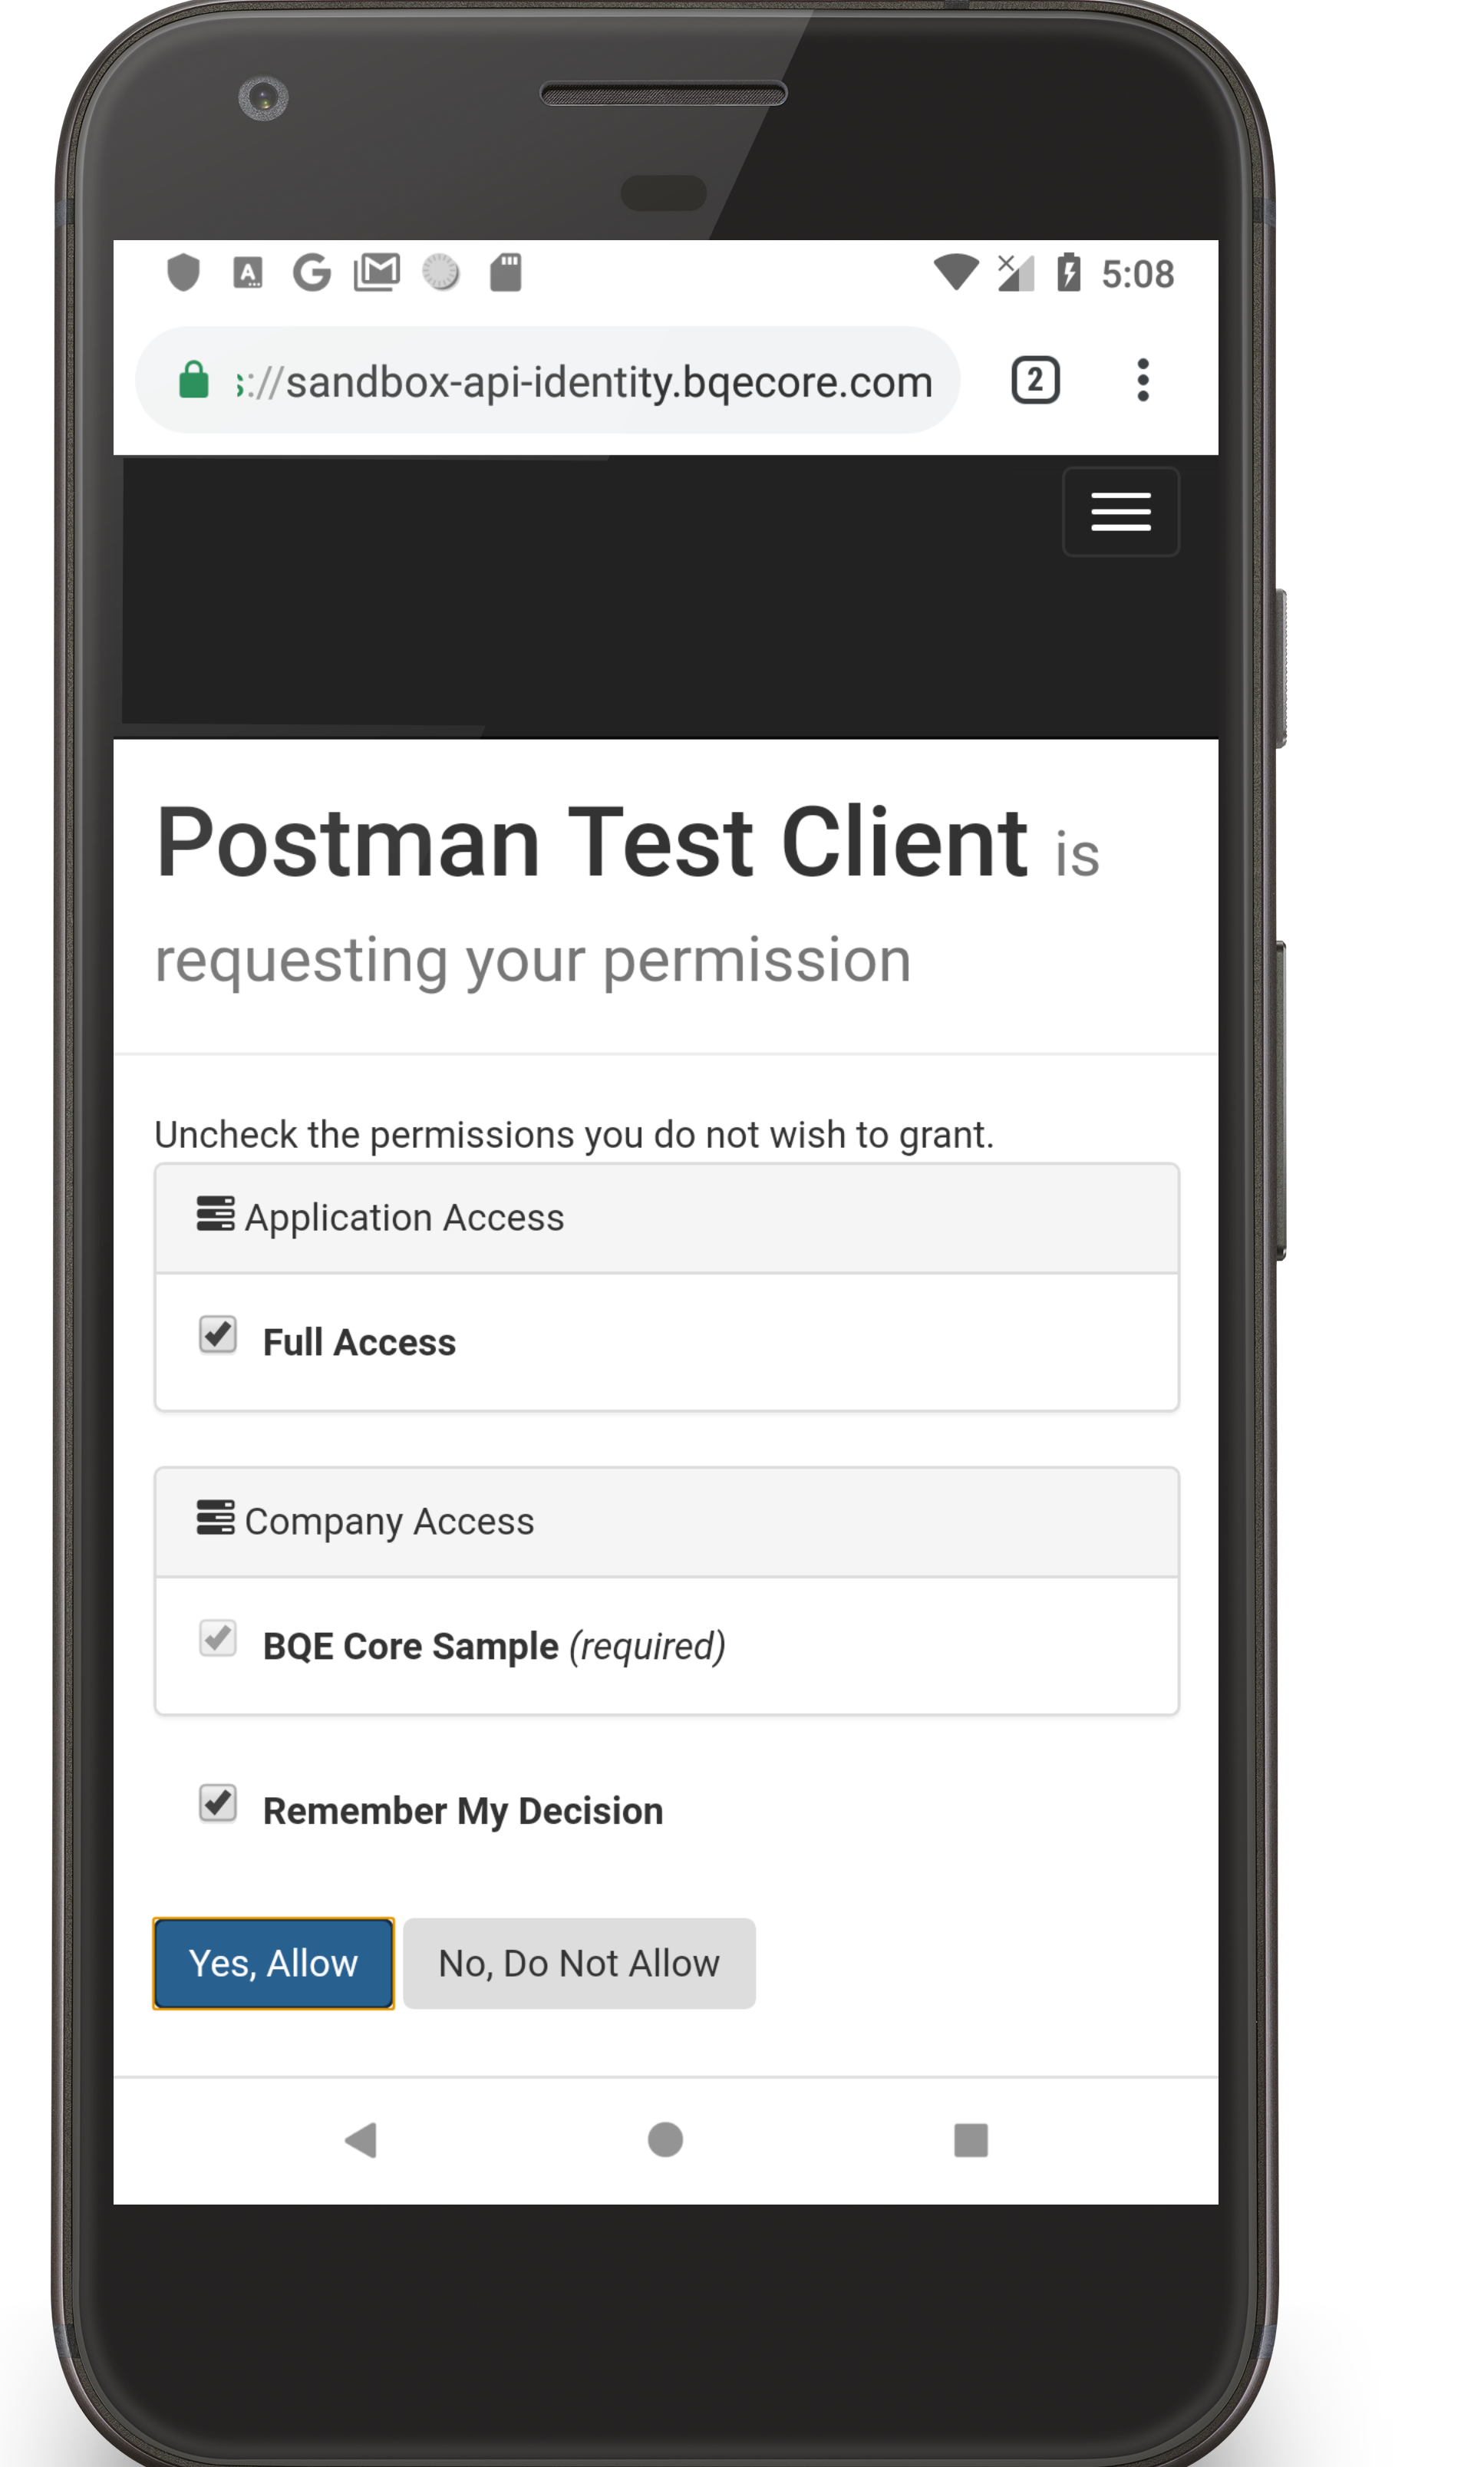 5:08
s://sandbox-api-identity.bqecore.com
2
Postman Test Client is
requesting your permission
Uncheck the permissions you do not wish to grant.
Application Access
Full Access
Company Access
BQE Core Sample (required)
Remember My Decision
Yes, Allow
No, Do Not Allow